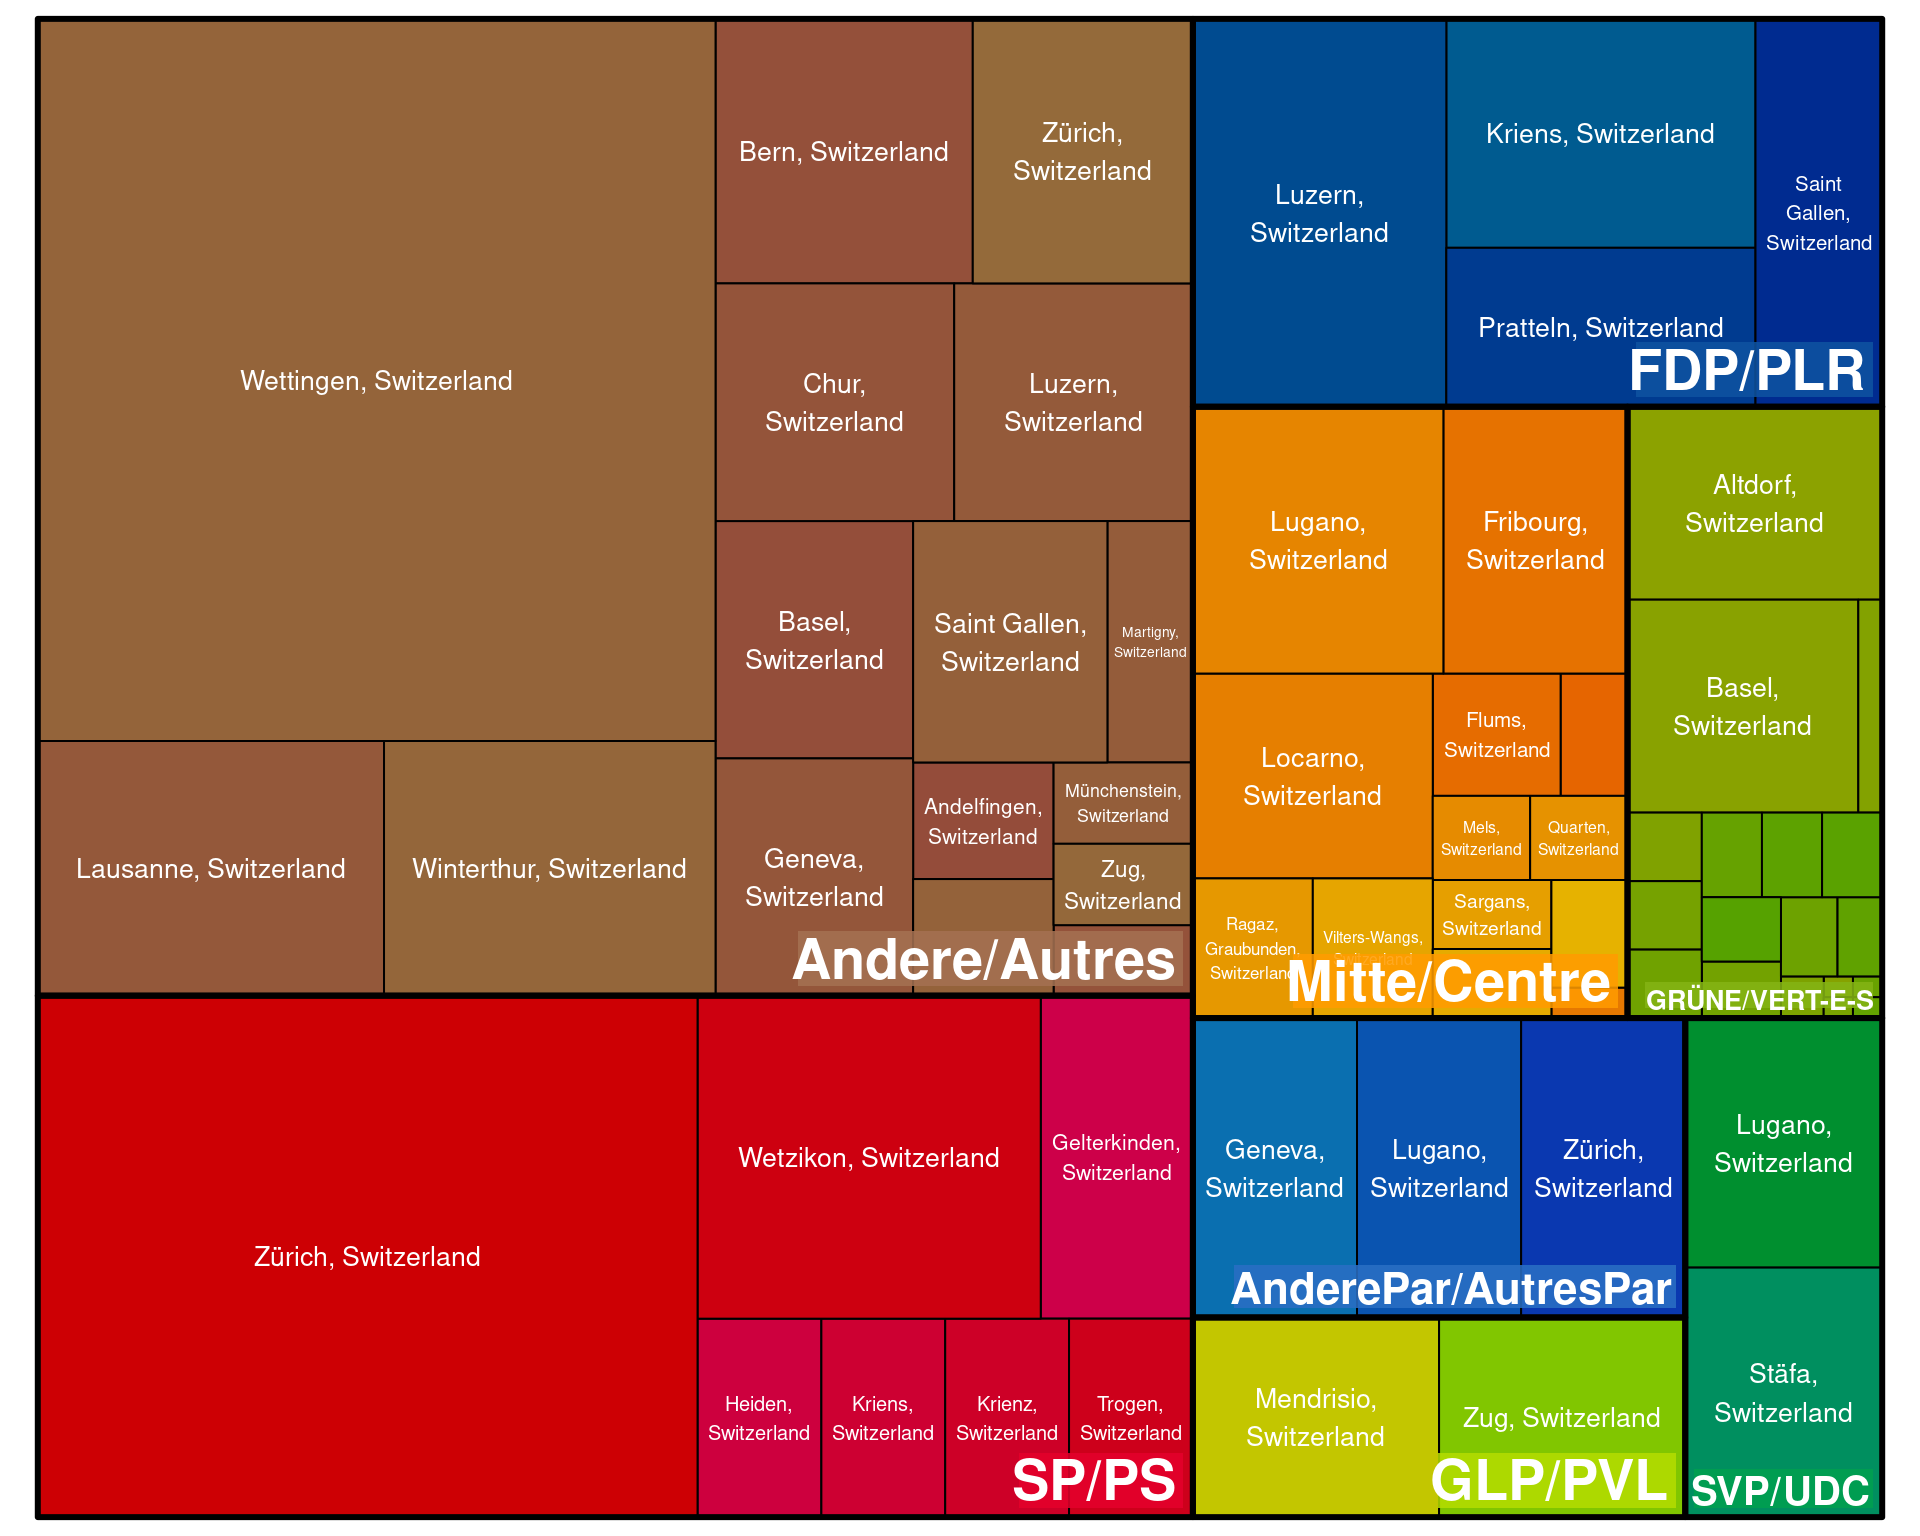 Wettingen, Switzerland
Lausanne, Switzerland
Winterthur, Switzerland
Bern, Switzerland
Zürich,
Switzerland
Chur,
Switzerland
Luzern,
Switzerland
Basel,
Switzerland
Saint Gallen,
Switzerland
Martigny,
Switzerland
Geneva,
Switzerland
Andelfingen,
Switzerland
Münchenstein,
Switzerland
Zug,
Switzerland
Andere/Autres
Zürich, Switzerland
Wetzikon, Switzerland
Gelterkinden,
Switzerland
Heiden,
Switzerland
Kriens,
Switzerland
Krienz,
Switzerland
Trogen,
Switzerland
SP/PS
Luzern,
Switzerland
Kriens, Switzerland
Pratteln, Switzerland
Saint
Gallen,
Switzerland
FDP/PLR
Lugano,
Switzerland
Fribourg,
Switzerland
Locarno,
Switzerland
Flums,
Switzerland
Mels,
Switzerland
Quarten,
Switzerland
Ragaz,
Graubunden,
Switzerland
Vilters-Wangs,
Switzerland
Sargans,
Switzerland
Mitte/Centre
Altdorf,
Switzerland
Basel,
Switzerland
GRÜNE/VERT-E-S
Geneva,
Switzerland
Lugano,
Switzerland
Zürich,
Switzerland
AnderePar/AutresPar
Mendrisio,
Switzerland
Zug, Switzerland
GLP/PVL
Lugano,
Switzerland
Stäfa,
Switzerland
SVP/UDC